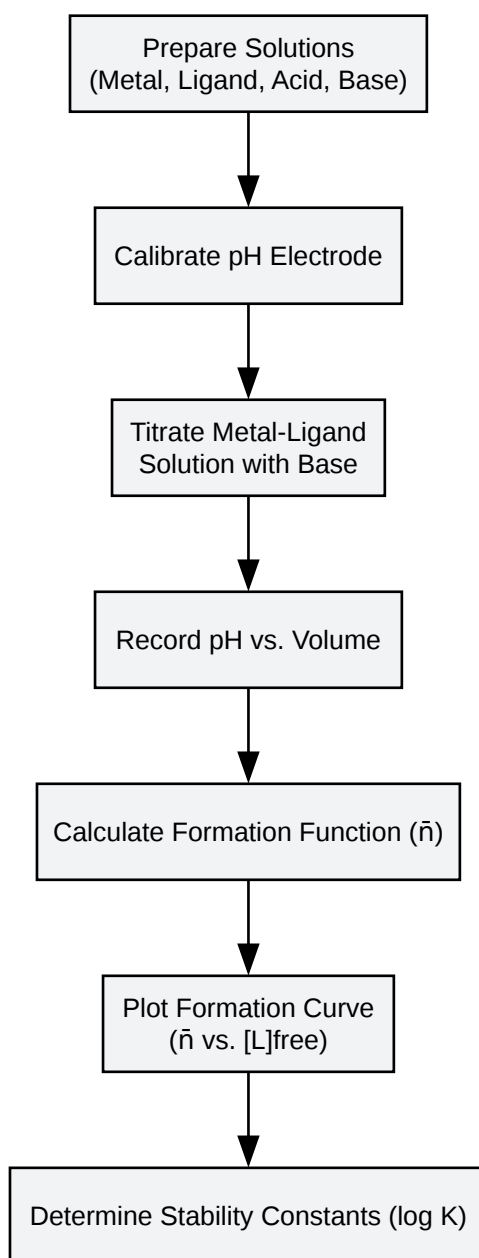 Prepare Solutions
(Metal, Ligand, Acid, Base)
Calibrate pH Electrode
Titrate Metal-Ligand
Solution with Base
Record pH vs. Volume
Calculate Formation Function (n̄)
Plot Formation Curve
(n̄ vs. [L]free)
Determine Stability Constants (log K)